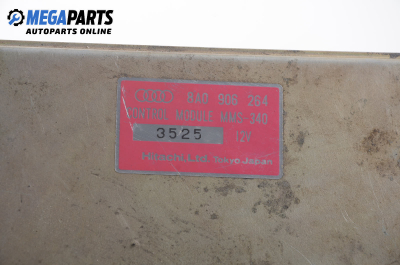 MEGAPARTS
AUTOPARTS ONLINE
8A0 906 264
CONTROL MODULE MMS-340
3525 12V
Hitachi,Ltd. Tokyo Japan